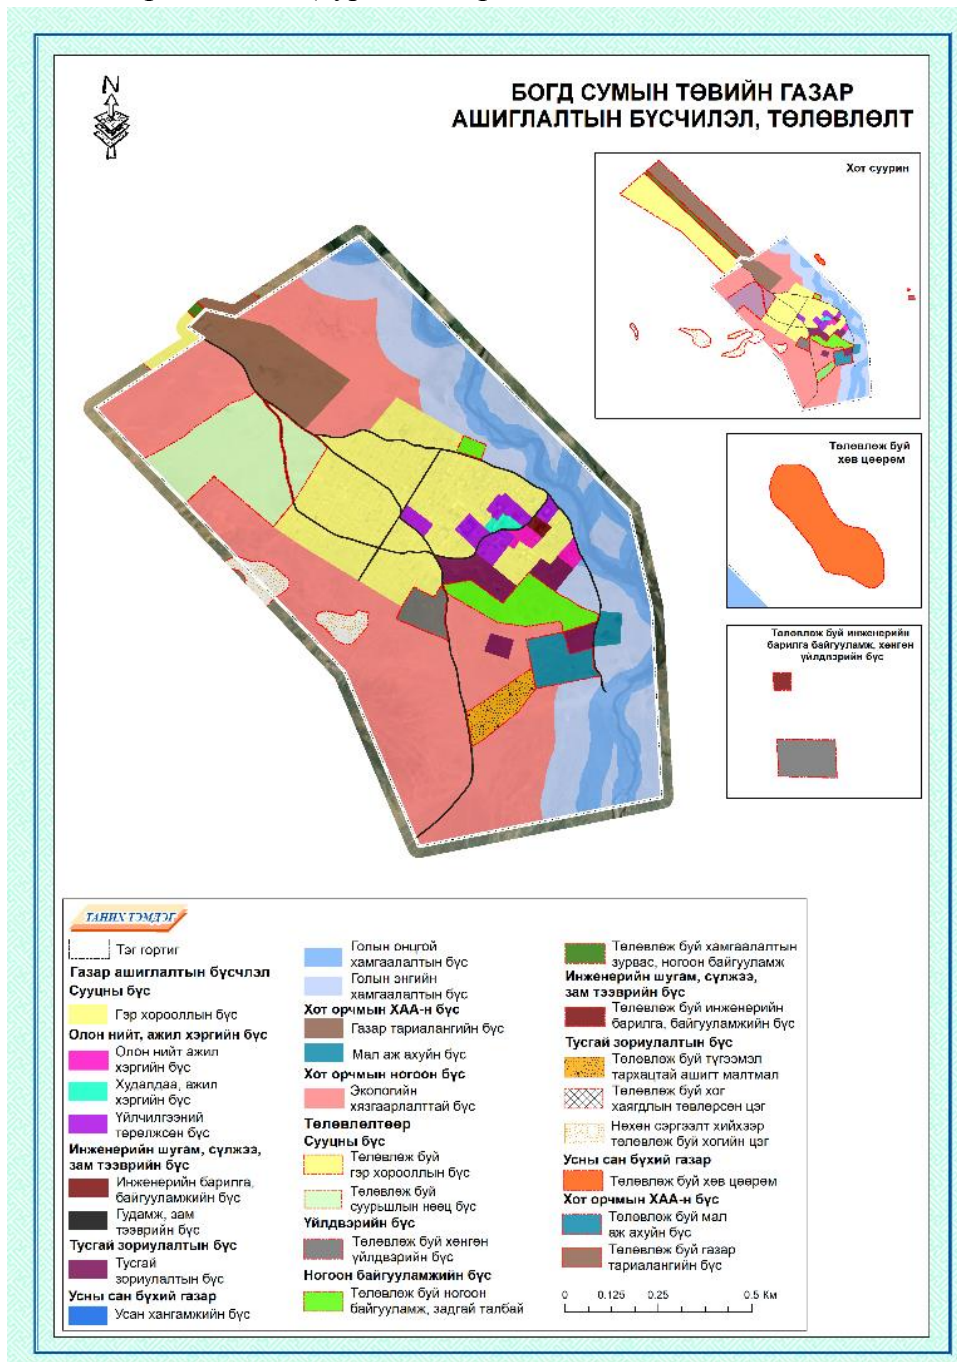 N
БОГД СУМЫН ТӨВИЙН ГАЗАР
АШИГЛАЛТЫН БҮСЧИЛЭЛ, ТӨЛӨВЛӨЛТ
Хот суурин
Төлөвлөж буй
хөв цөөрөм
Төлөвлөж буй инженерийн
барилга байгууламж, хөнгөн
үйлдвэрийн бүс
ТАНИХ ТЭМДЭГ
Тэг гортиг
Газар ашиглалтын бүсчлэл
Сууцны бүс
Гэр хорооллын бүс
Олон нийт, ажил хэргийн бүс
Олон нийт ажил
хэргийн бүс
Худалдаа, ажил
хэргийн бүс
Үйлчилгээний
төрөлжсөн бүс
Инженерийн шугам, сүлжээ,
зам тээврийн бүс
Инженерийн барилга,
байгууламжийн бүс
Гудамж, зам
тээврийн бүс
Тусгай зориулалтын бүс
Тусгай
зориулалтын бүс
Усны сан бүхий газар
Усан хангамжийн бүс
Голын онцгой
хамгаалалтын бүс
Голын энгийн
хамгаалалтын бүс
Хот орчмын ХАА-н бүс
Газар тариалангийн бүс
Мал аж ахуйн бүс
Хот орчмын ногоон бүс
Экологийн
хязгаарлалттай бүс
Төлөвлөлтөөр
Сууцны бүс
Төлөвлөж буй
гэр хорооллын бүс
Төлөвлөж буй
суурьшлын нөөц бүс
Үйлдвэрийн бүс
Төлөвлөж буй хөнгөн
үйлдвэрийн бүс
Ногоон байгууламжийн бүс
Төлөвлөж буй ногоон
байгууламж, задгай талбай
Төлөвлөж буй хамгаалалтын
зурвас, ногоон байгууламж
Инженерийн шугам, сүлжээ,
зам тээврийн бүс
Төлөвлөж буй инженерийн
барилга, байгууламжийн бүс
Тусгай зориулалтын бүс
Төлөвлөж буй түгээмэл
тархацтай ашигт малтмал
Төлөвлөж буй хог
хаягдлын төвлөрсөн цэг
Нөхөн сэргээлт хийхээр
төлөвлөж буй хогийн цэг
Усны сан бүхий газар
Төлөвлөж буй хөв цөөрөм
Хот орчмын ХАА-н бүс
Төлөвлөж буй мал
аж ахуйн бүс
Төлөвлөж буй газар
тариалангийн бүс
0 0.125 0.25 0.5 Км